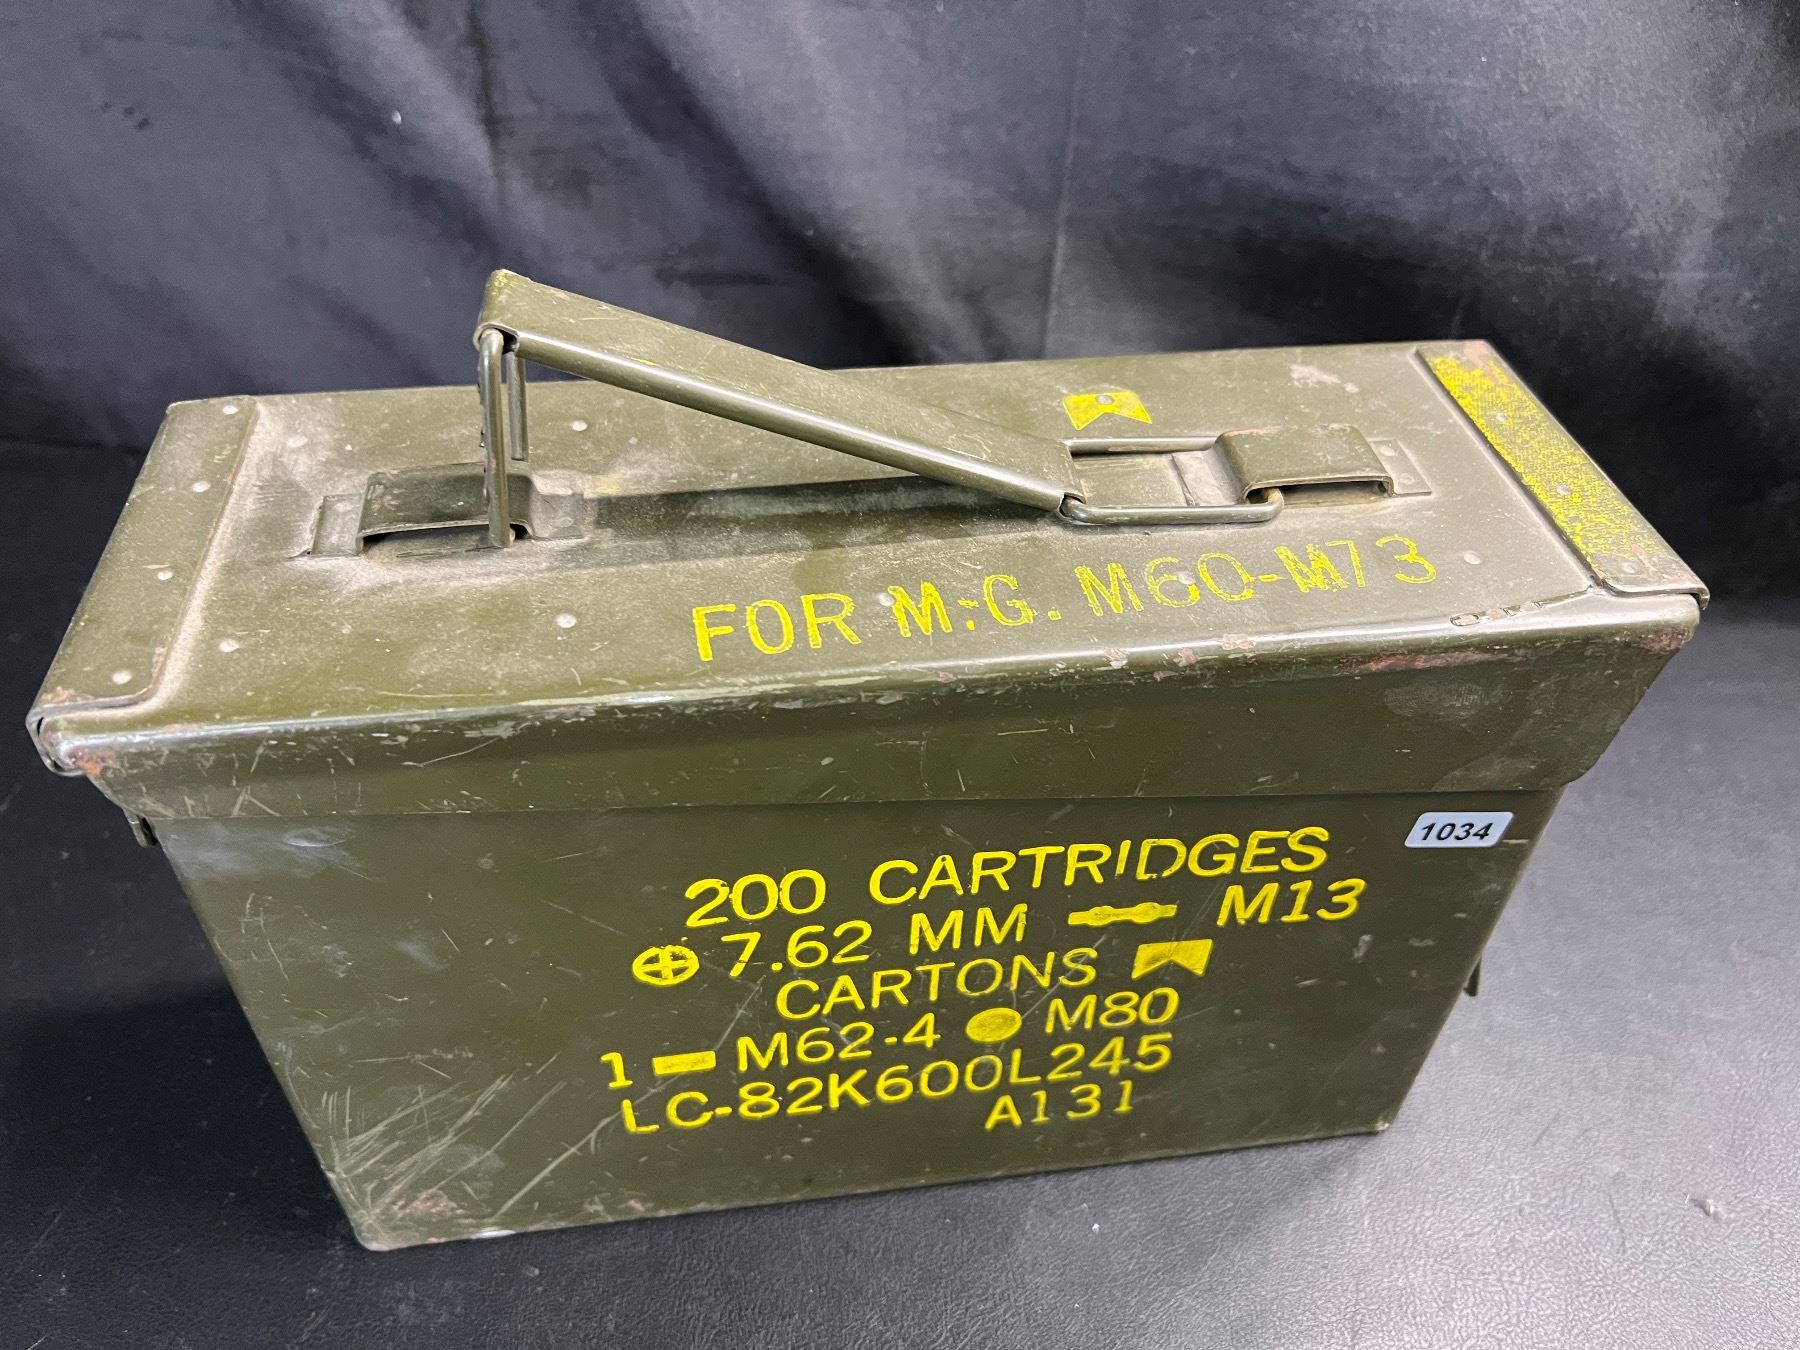 FOR M.G. M60-M73
1034
200 CARTRIDGES
7.62 MM M13
CARTONS
1 M62-4 M80
LC-82K600L245
A131